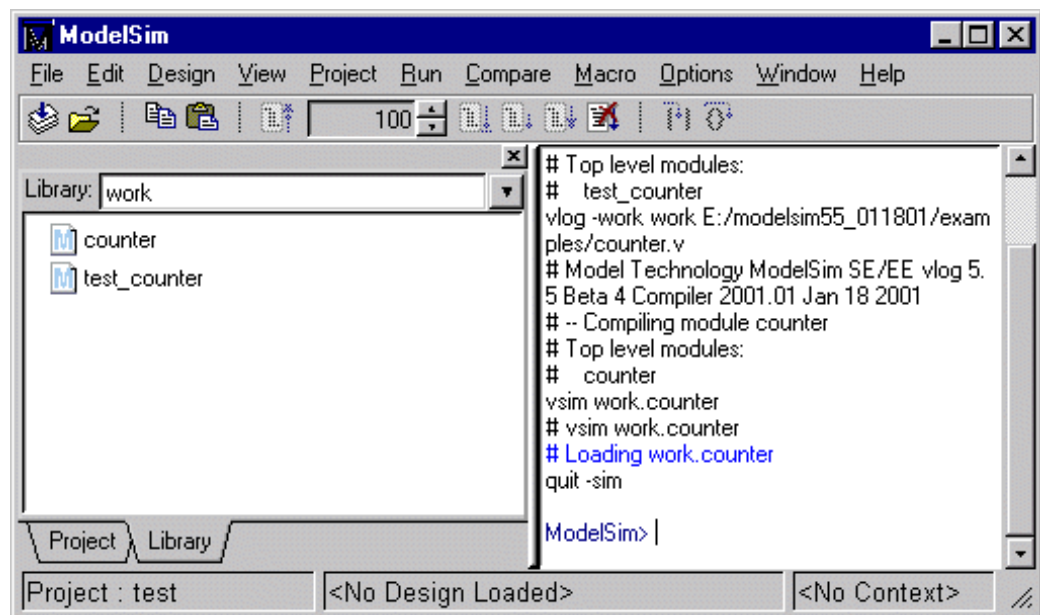 ModelSim
File Edit Design View Project Run Compare Macro Options Window Help
100
Library: work
counter
test_counter
Project Library
# Top level modules:
# test_counter
vlog -work work E:/modelsim55_011801/exam
ples/counter.v
# Model Technology ModelSim SE/EE vlog 5.
5 Beta 4 Compiler 2001.01 Jan 18 2001
# -- Compiling module counter
# Top level modules:
# counter
vsim work.counter
# vsim work.counter
# Loading work.counter
quit -sim
ModelSim>
Project : test <No Design Loaded> <No Context>